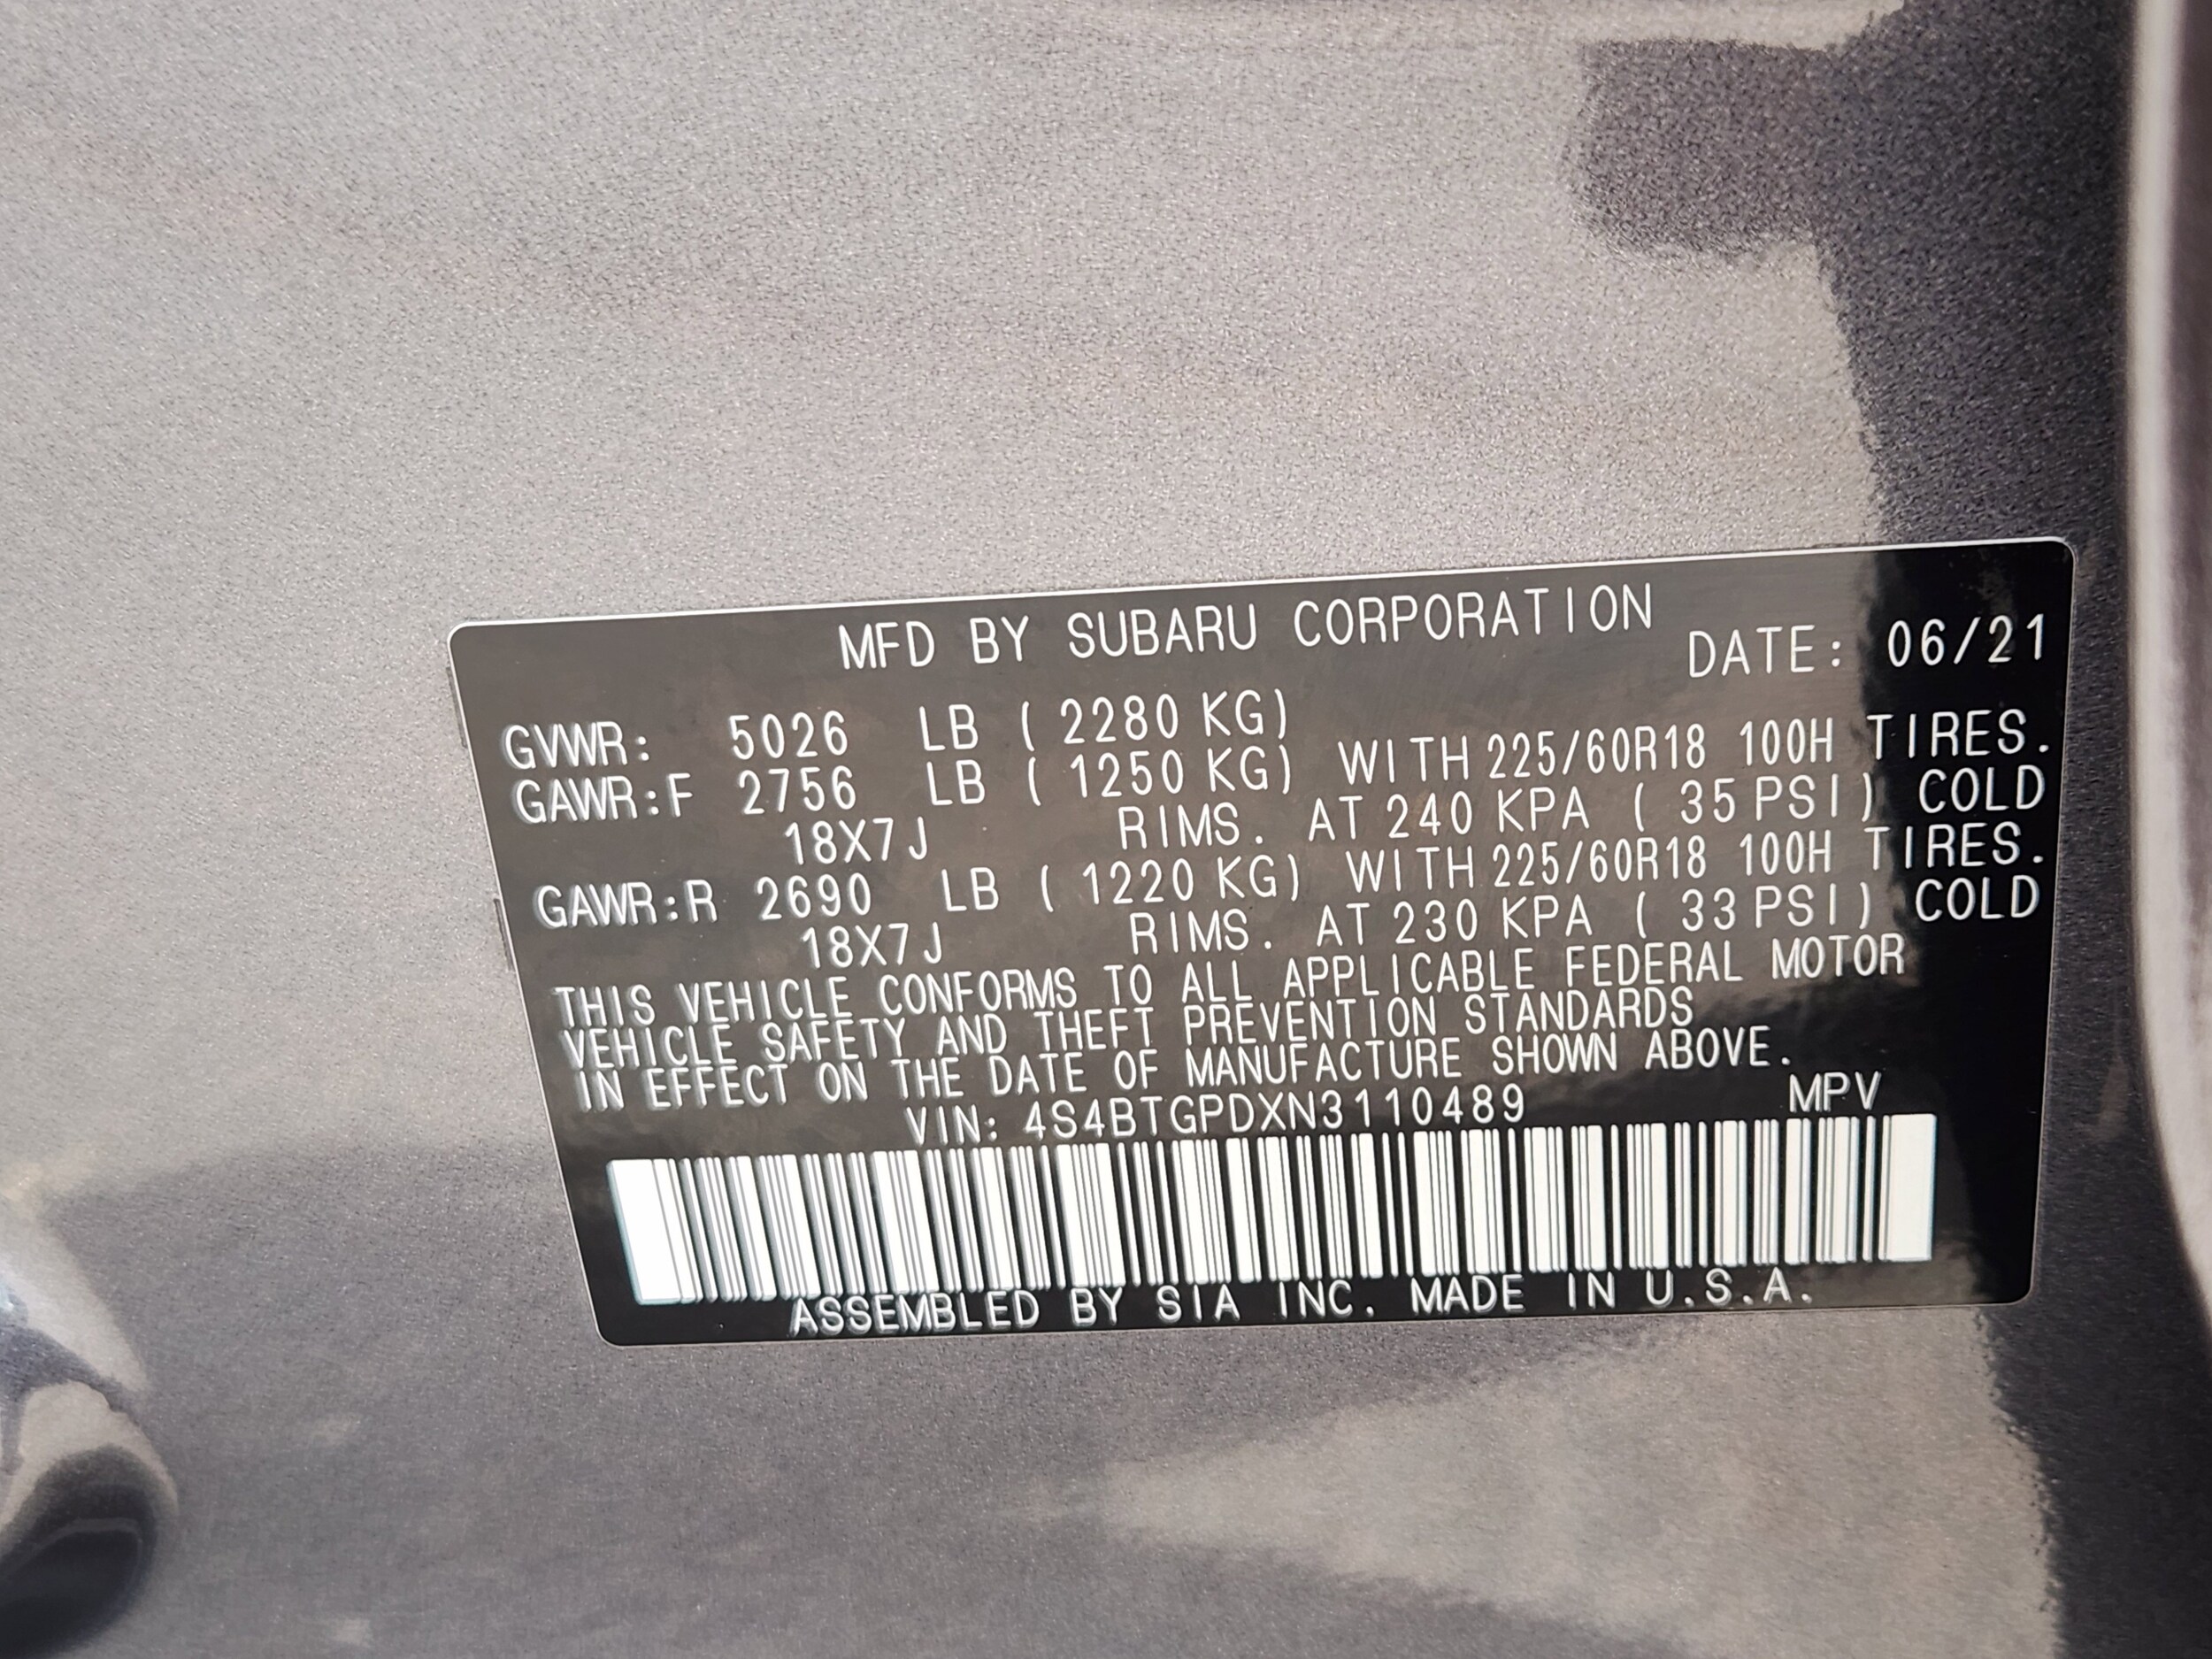 MFD BY SUBARU CORPORATION
DATE: 06/21
GVWR: 5026 LB ( 2280 KG)
GAWR:F 2756 LB ( 1250 KG) WITH 225/60R18 100H TIRES.
18X7J RIMS. AT 240 KPA ( 35 PSI) COLD
GAWR:R 2690 LB ( 1220 KG) WITH 225/60R18 100H TIRES.
18X7J RIMS. AT 230 KPA ( 33 PSI) COLD
THIS VEHICLE CONFORMS TO ALL APPLICABLE FEDERAL MOTOR
VEHICLE SAFETY AND THEFT PREVENTION STANDARDS
IN EFFECT ON THE DATE OF MANUFACTURE SHOWN ABOVE.
VIN: 4S4BTGPDXN3110489 MPV
ASSEMBLED BY SIA INC. MADE IN U.S.A.